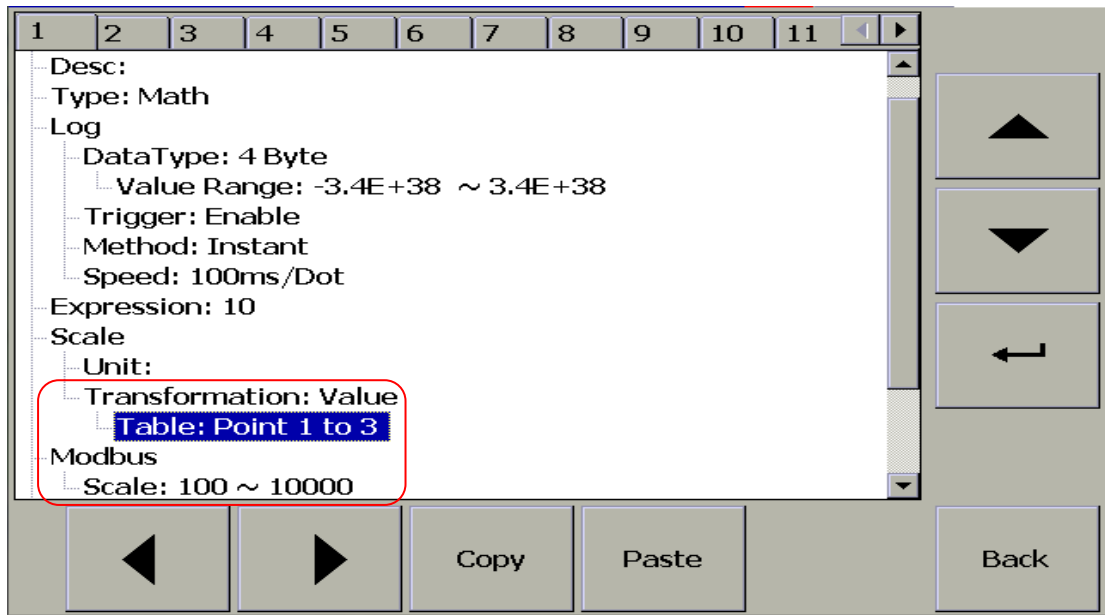 1 2 3 4 5 6 7 8 9 10 11
Desc:
Type: Math
Log
DataType: 4 Byte
Value Range: -3.4E+38 ~ 3.4E+38
Trigger: Enable
Method: Instant
Speed: 100ms/Dot
Expression: 10
Scale
Unit:
Transformation: Value
Table: Point 1 to 3
Modbus
Scale: 100 ~ 10000
Copy Paste Back